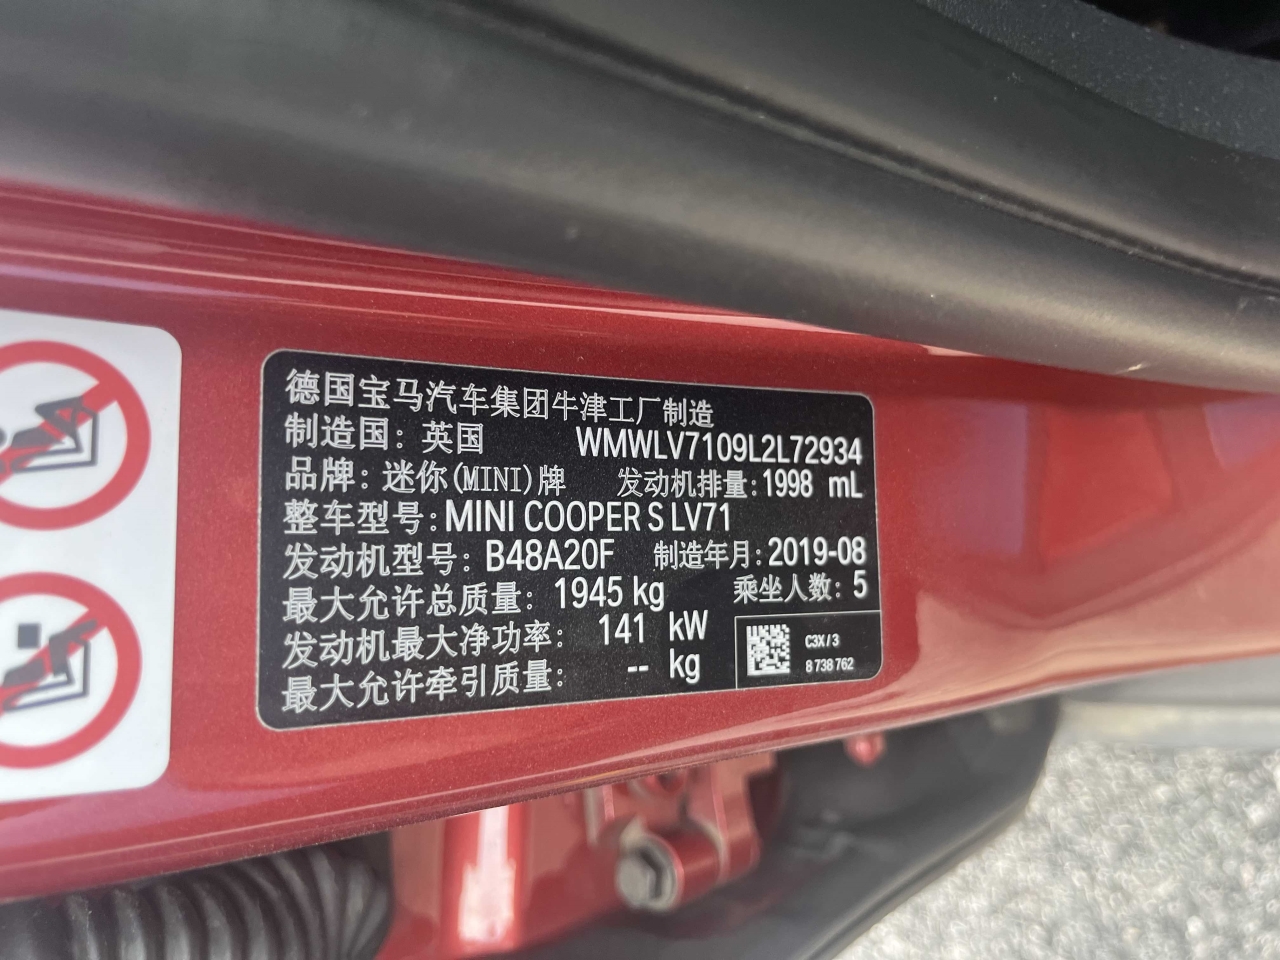 德国宝马汽车集团牛津工厂制造
制造国：英国 WMWLV7109L2L72934
品牌：迷你(MINI)牌 发动机排量：1998 mL
整车型号：MINI COOPER S LV71
发动机型号：B48A20F 制造年月：2019-08
最大允许总质量：1945 kg 乘坐人数：5
发动机最大净功率：141 kW
最大允许牵引质量：-- kg
C3X/3
8 738 762